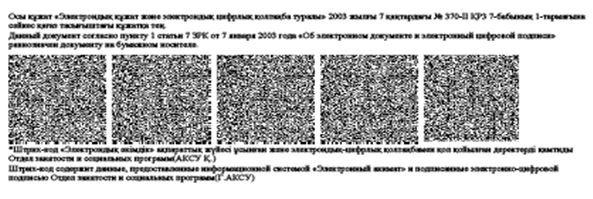 Осы құжат «Электрондық құжат және электрондық цифрлық қолтаңба туралы» 2003 жылғы 7 қаңтардағы № 370-II ҚРЗ 7-бабының 1-тармағына
сәйкес қағаз тасығыштағы құжатқа тең.
Данный документ согласно пункту 1 статьи 7 ЗРК от 7 января 2003 года «Об электронном документе и электронный цифровой подписи»
равнозначен документу на бумажном носителе.
*Штрих-код «Электрондық әкімдік» ақпараттық жүйесі ұсынған және электрондық-цифрлық қолтаңбамен қол қойылған деректерді қамтиды
Отдел занятости и социальных программ(АКСУ Қ.)
Штрих-код содержит данные, предоставленные информационной системой «Электронный акимат» и подписанные электронно-цифровой
подписью Отдел занятости и социальных программ(Г.АКСУ)